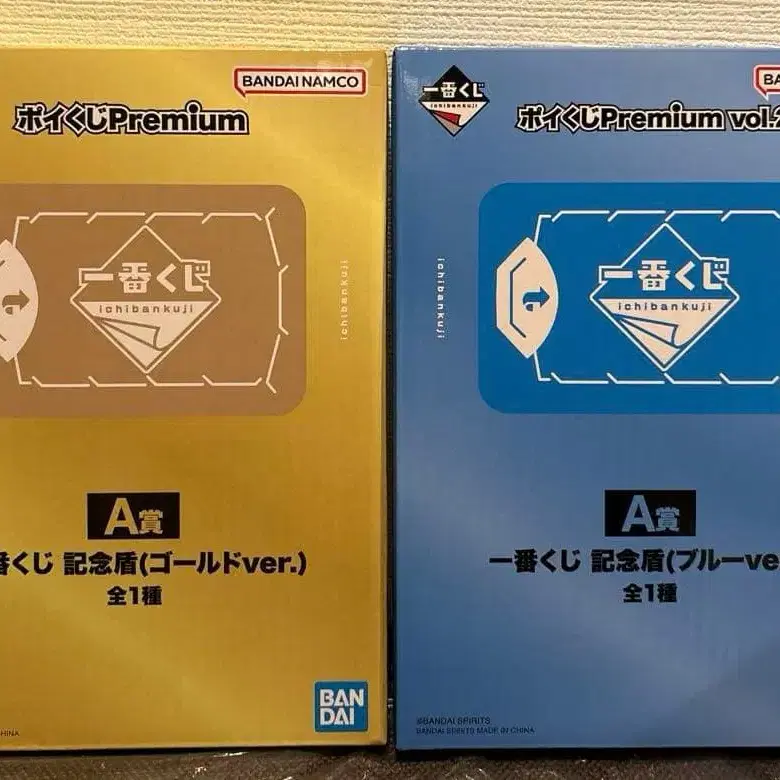 BANDAI NAMCO
ポイくじPremium
一番くじ
ichibankuji
ichibankuji
A賞
番くじ 記念盾(ゴールドver.)
全1種
BAN
DAI
CHINA
一番くじ
ichibankuji
BA
ポイくじPremium vol.2
ichibankuji
一番くじ
ichibankuji
A賞
一番くじ 記念盾(ブルーve
全1種
©BANDAI SPIRITS
BANDAI SPIRITS MADE IN CHINA